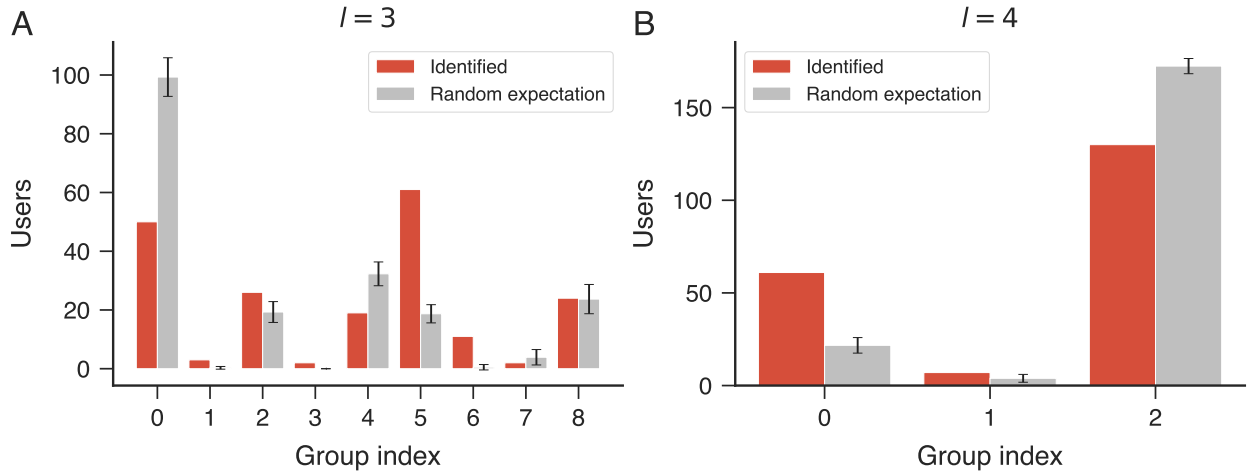 A
l = 3
Users
100
80
60
40
20
0
Identified
Random expectation
0 1 2 3 4 5 6 7 8
Group index
B
l = 4
Users
150
100
50
0
Identified
Random expectation
0 1 2
Group index